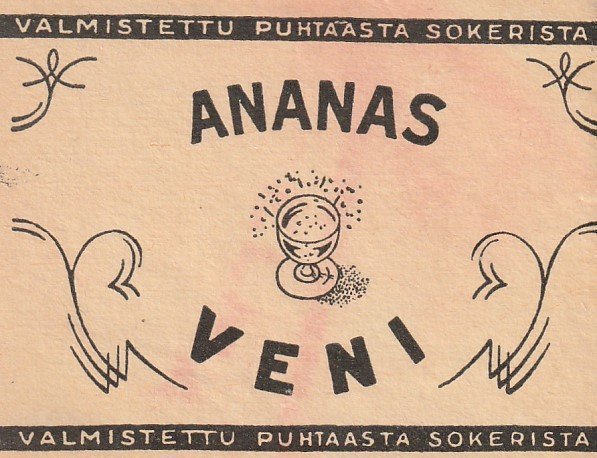 VALMISTETTU PUHTAASTA SOKERISTA
ANANAS
VENI
VALMISTETTU PUHTAASTA SOKERISTA